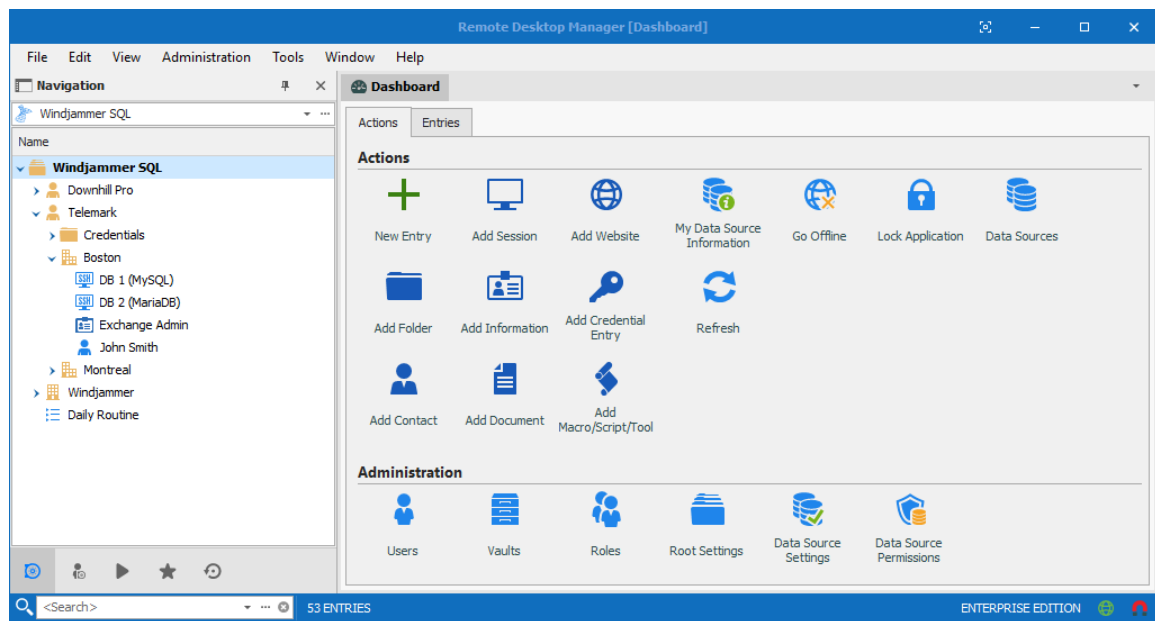 Remote Desktop Manager [Dashboard]
File Edit View Administration Tools Window Help
Navigation
Windjammer SQL
Name
Windjammer SQL
Downhill Pro
Telemark
Credentials
Boston
SSH DB 1 (MySQL)
SSH DB 2 (MariaDB)
Exchange Admin
John Smith
Montreal
Windjammer
Daily Routine
Dashboard
Actions Entries
Actions
New Entry
Add Session
Add Website
My Data Source
Information
Go Offline
Lock Application
Data Sources
Add Folder
Add Information
Add Credential
Entry
Refresh
Add Contact
Add Document
Add
Macro/Script/Tool
Administration
Users
Vaults
Roles
Root Settings
Data Source
Settings
Data Source
Permissions
<Search>
53 ENTRIES
ENTERPRISE EDITION